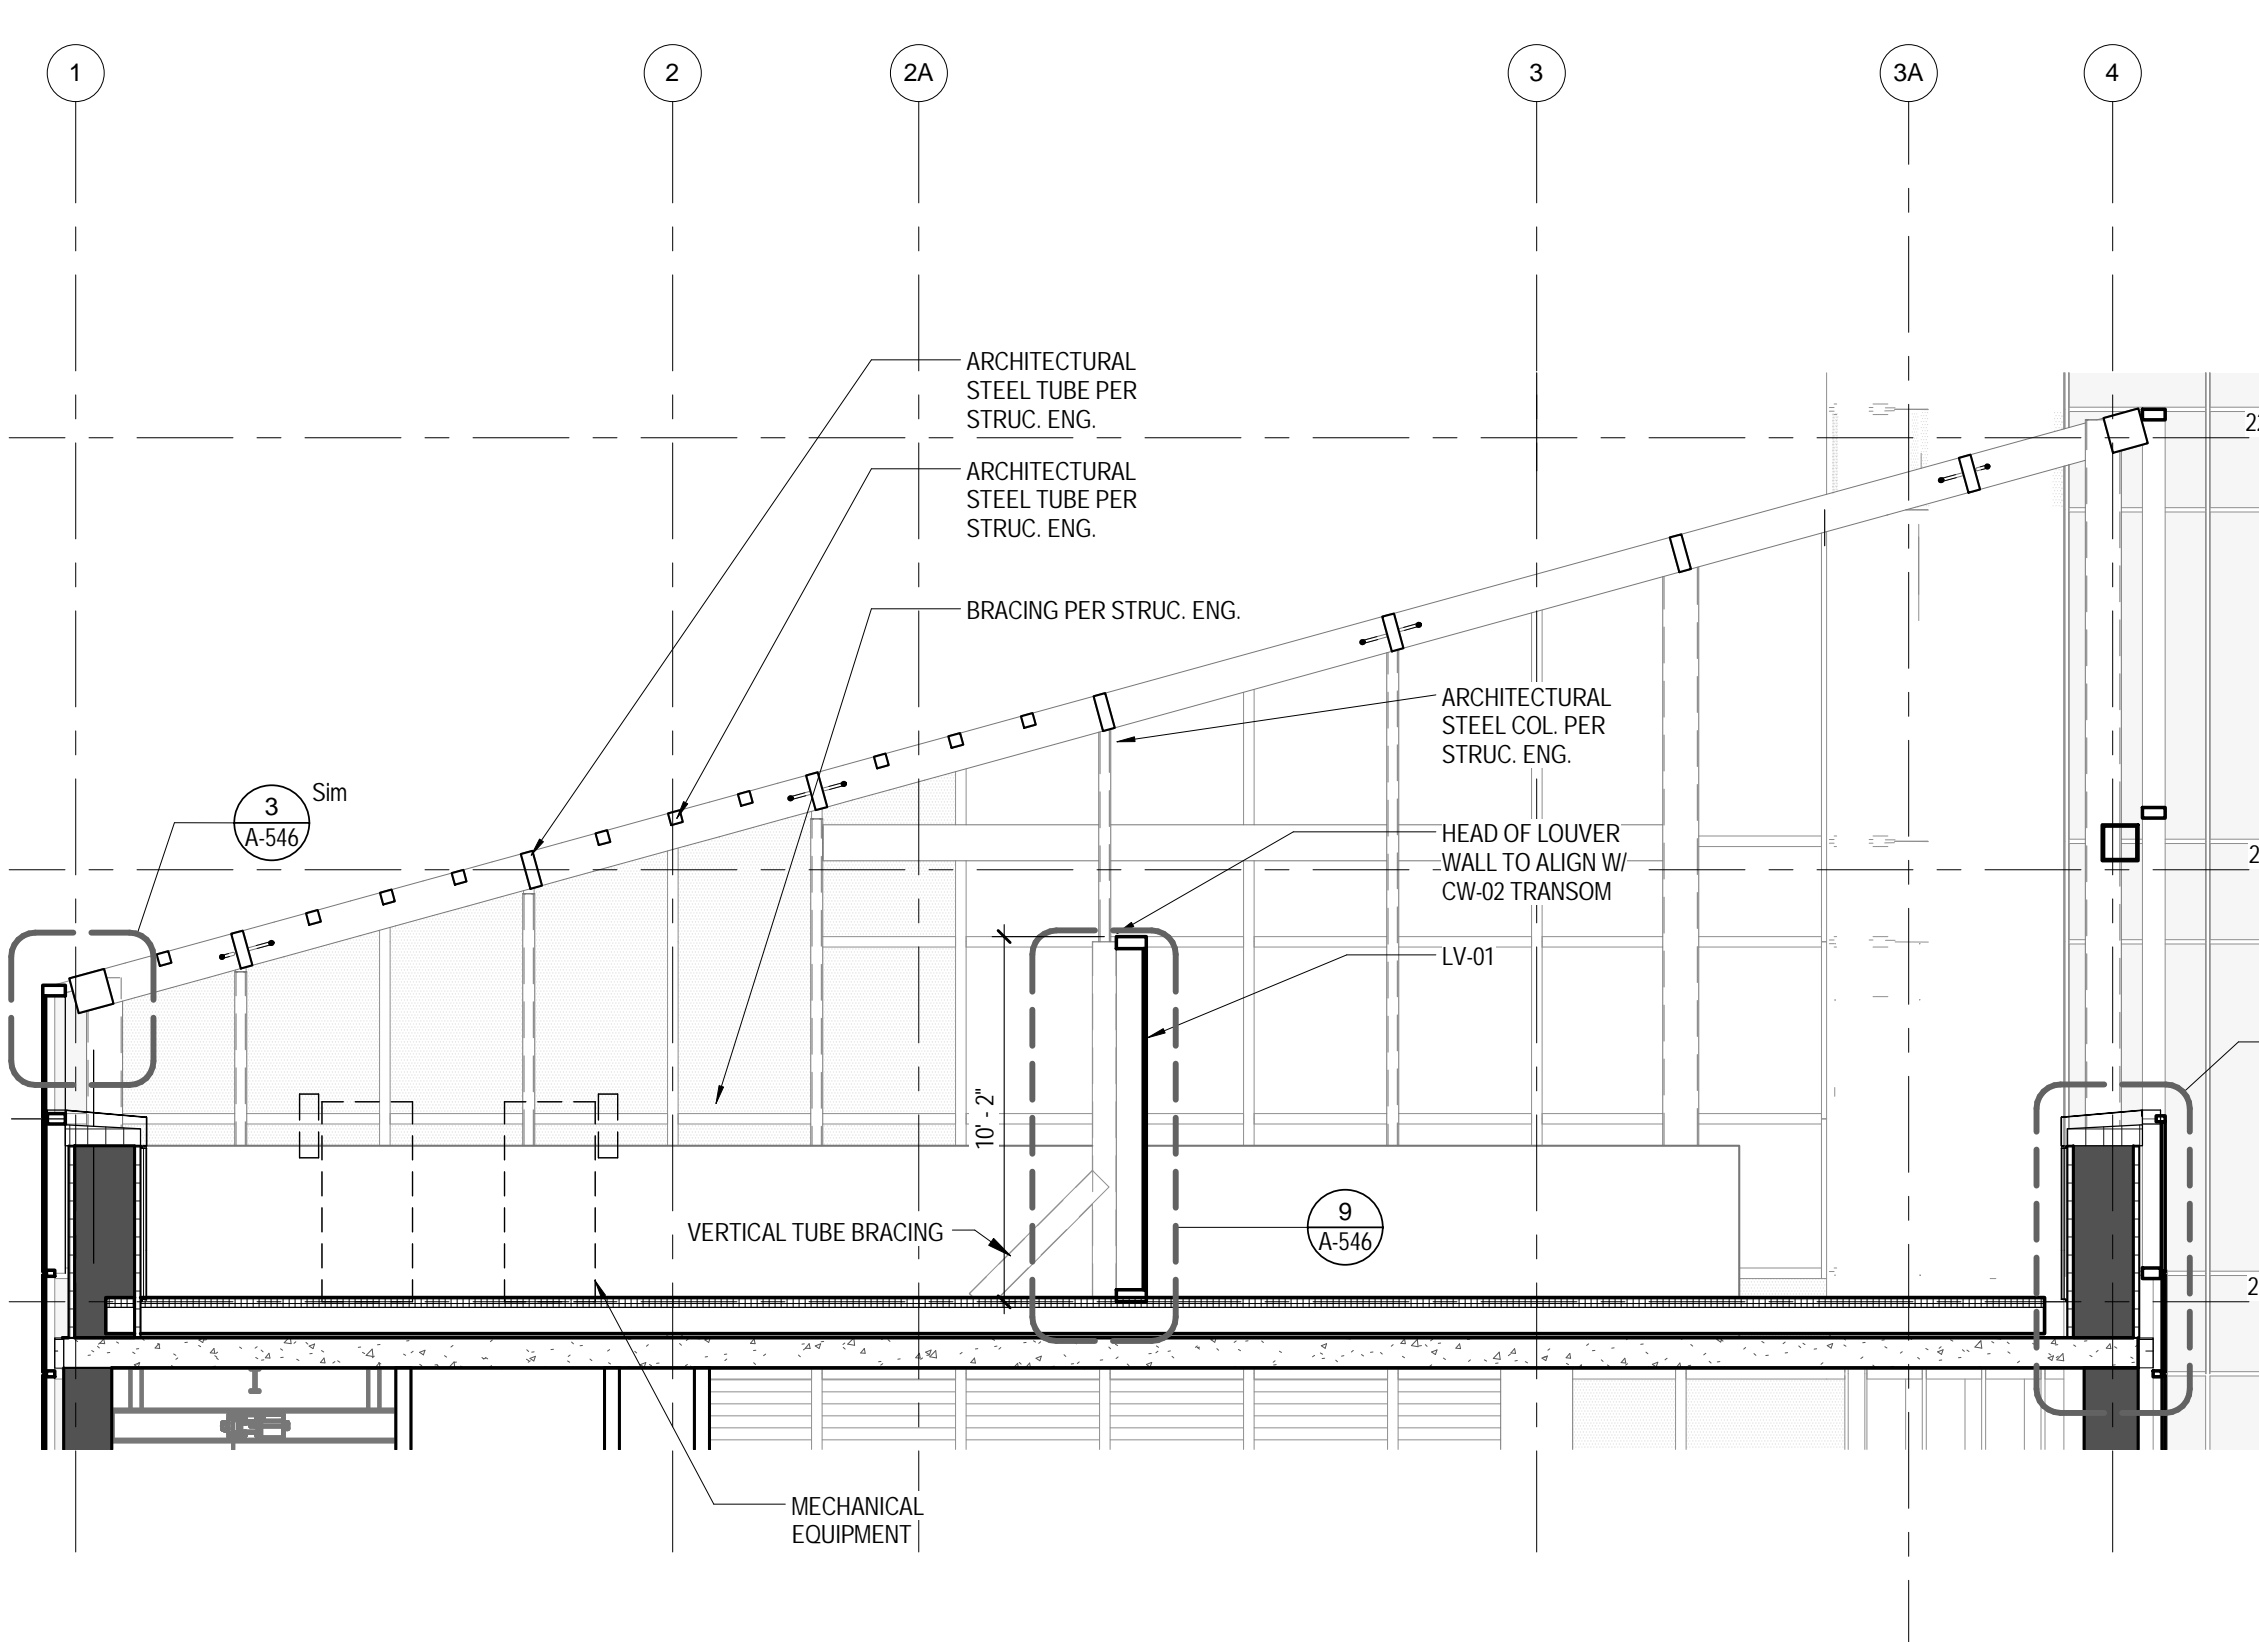 1
2
2A
3
3A
4
ARCHITECTURAL
STEEL TUBE PER
STRUC. ENG.
ARCHITECTURAL
STEEL TUBE PER
STRUC. ENG.
BRACING PER STRUC. ENG.
ARCHITECTURAL
STEEL COL. PER
STRUC. ENG.
3
A-546
Sim
HEAD OF LOUVER
WALL TO ALIGN W/
CW-02 TRANSOM
LV-01
10' - 2"
VERTICAL TUBE BRACING
9
A-546
MECHANICAL
EQUIPMENT